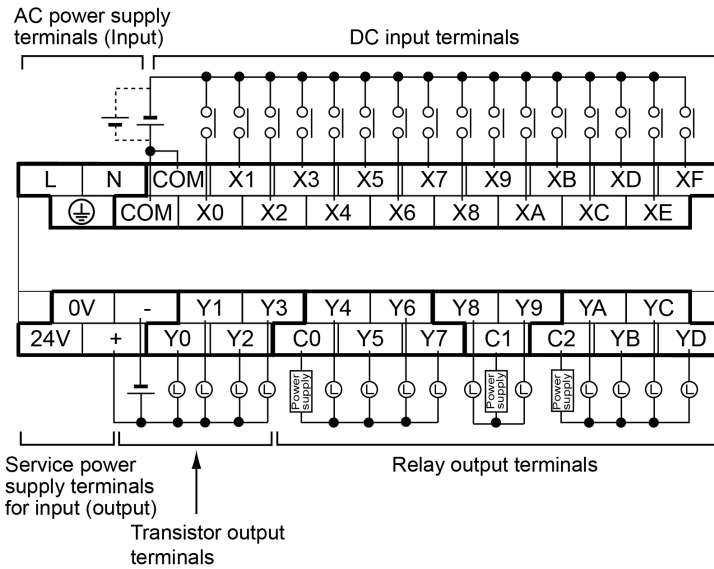 AC power supply
terminals (Input)
DC input terminals
L N COM X1 X3 X5 X7 X9 XB XD XF
COM X0 X2 X4 X6 X8 XA XC XE
0V - Y1 Y3 Y4 Y6 Y8 Y9 YA YC
24V + Y0 Y2 C0 Y5 Y7 C1 C2 YB YD
L L L L Power supply L L L L Power supply L Power supply L L L L
Service power
supply terminals
for input (output)
Relay output terminals
Transistor output
terminals